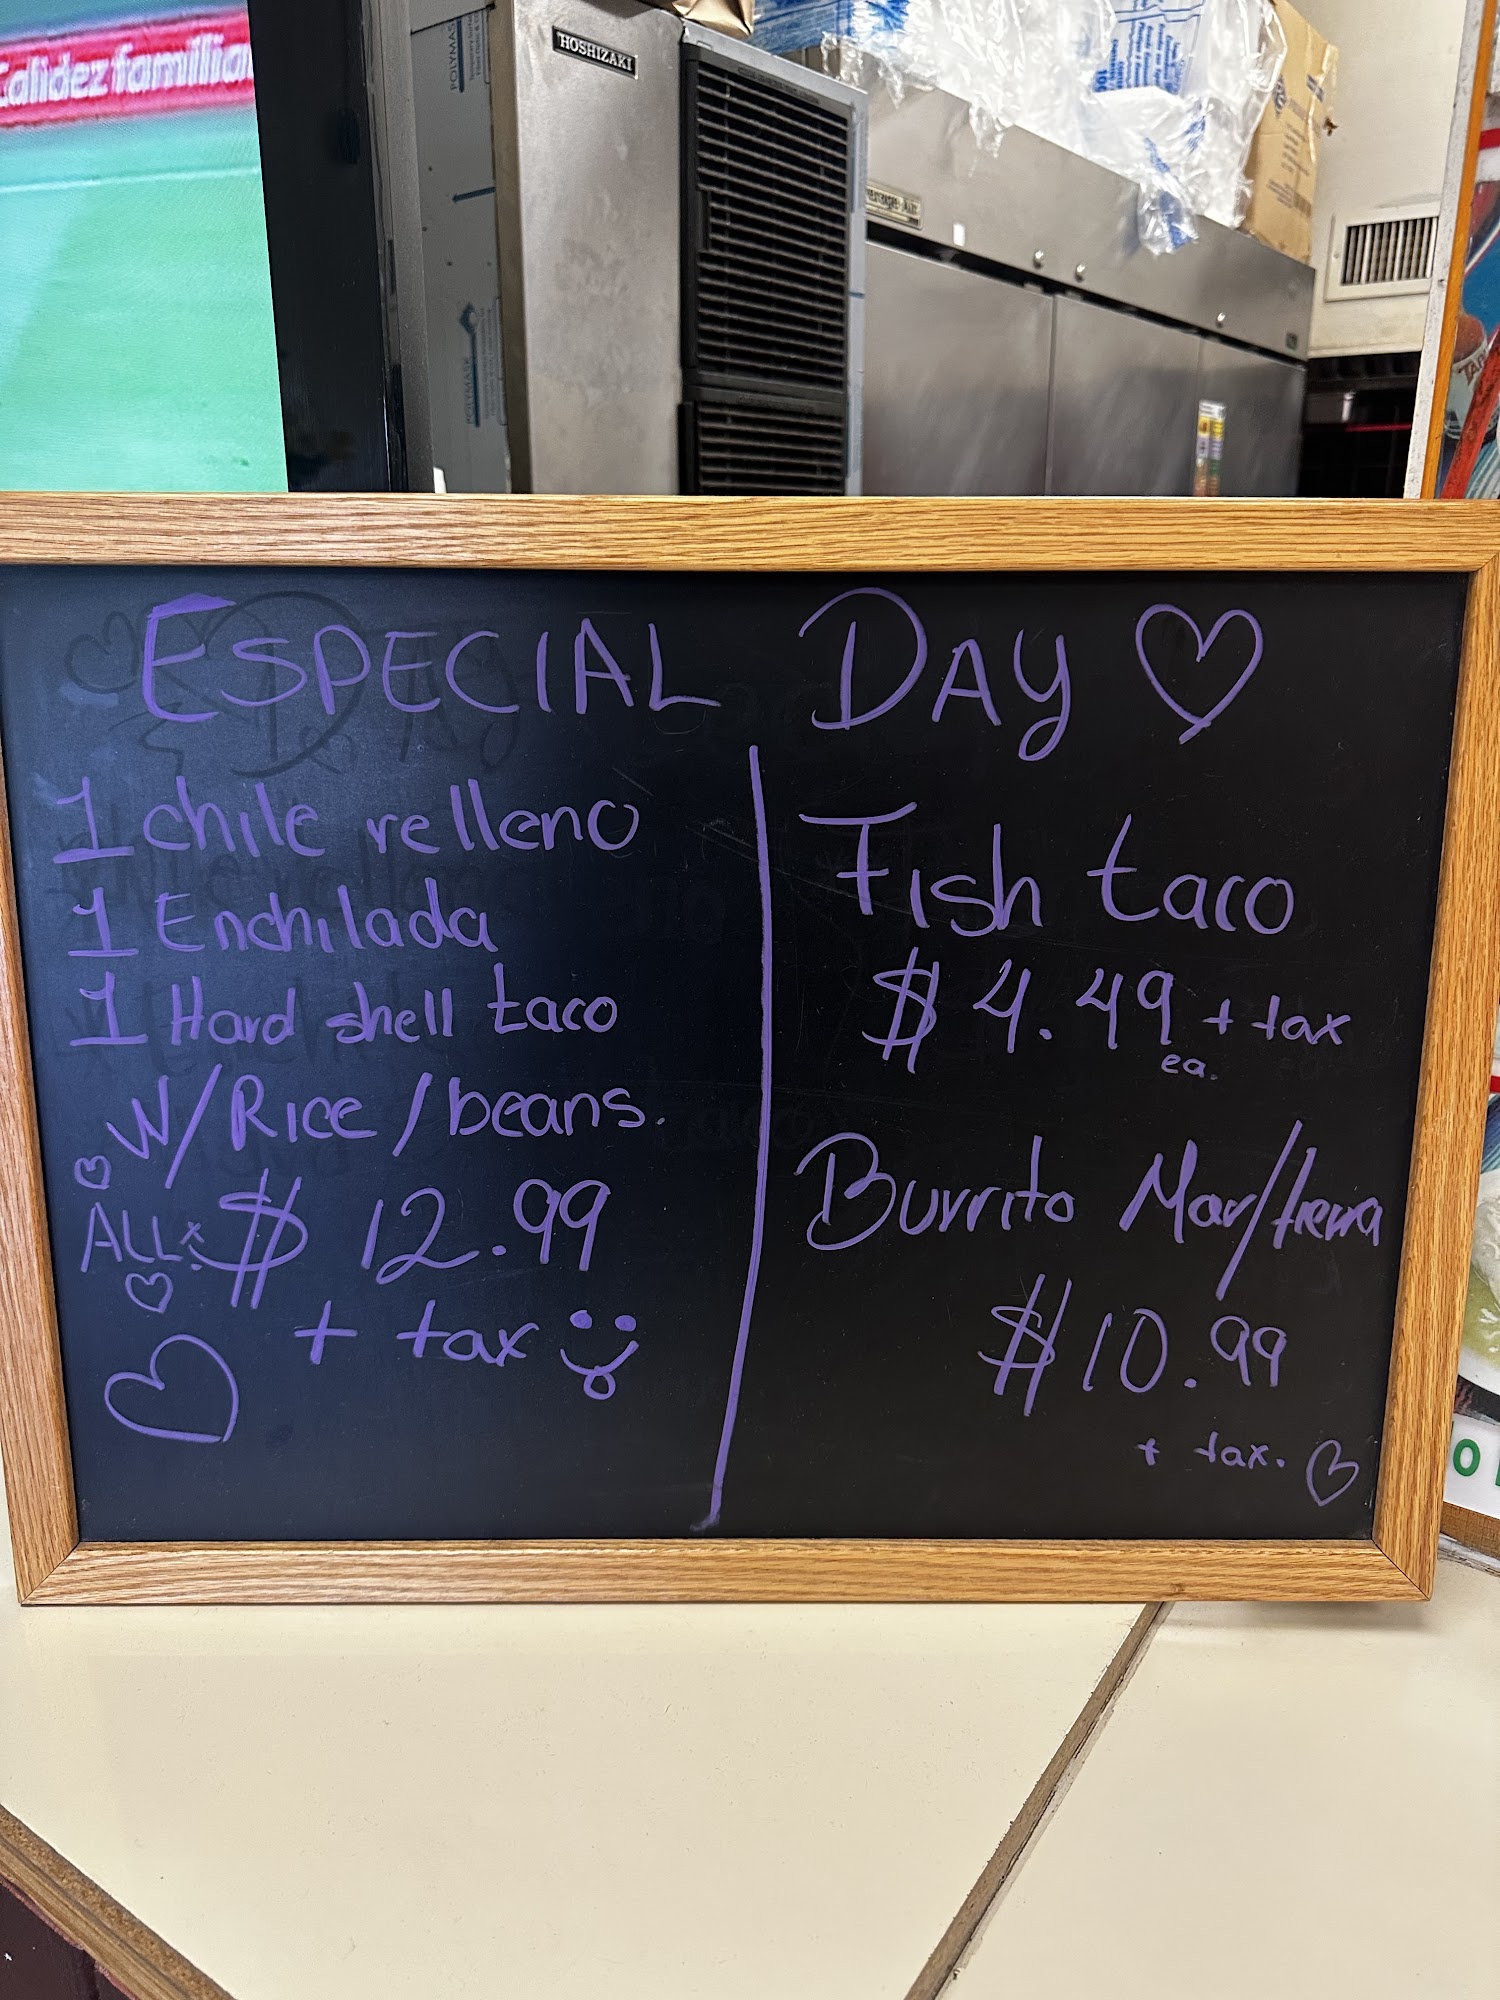 Calidez familiar
HOSHIZAKI
ESPECIAL DAY
1 chile relleno
1 Enchilada
1 Hard shell taco
W/Rice/beans.
ALLx $ 12.99
+ tax
Fish taco
$ 4.49 + tax
ea.
Burrito Mar/tierra
$10.99
+ tax.